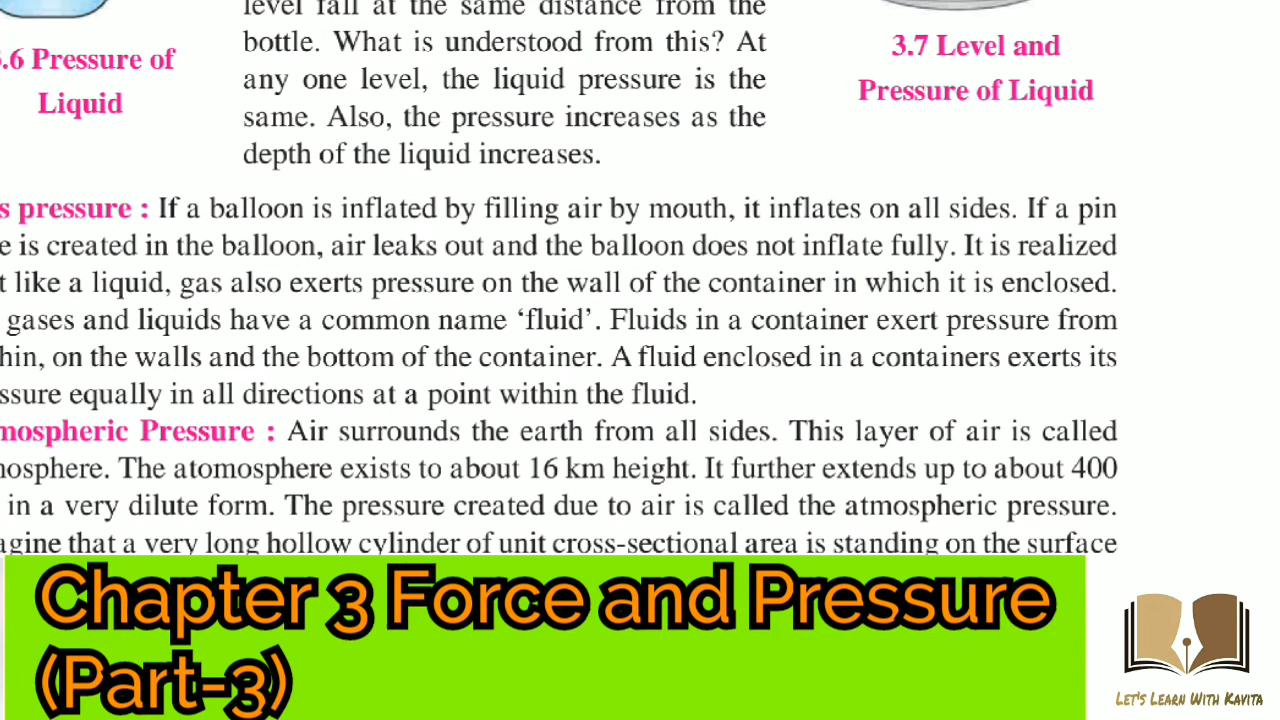 level fall at the same distance from the
bottle. What is understood from this? At
any one level, the liquid pressure is the
same. Also, the pressure increases as the
depth of the liquid increases.
.6 Pressure of
Liquid
3.7 Level and
Pressure of Liquid
s pressure : If a balloon is inflated by filling air by mouth, it inflates on all sides. If a pin
e is created in the balloon, air leaks out and the balloon does not inflate fully. It is realized
t like a liquid, gas also exerts pressure on the wall of the container in which it is enclosed.
gases and liquids have a common name ‘fluid’. Fluids in a container exert pressure from
hin, on the walls and the bottom of the container. A fluid enclosed in a containers exerts its
ssure equally in all directions at a point within the fluid.
mospheric Pressure : Air surrounds the earth from all sides. This layer of air is called
nosphere. The atomosphere exists to about 16 km height. It further extends up to about 400
in a very dilute form. The pressure created due to air is called the atmospheric pressure.
agine that a very long hollow cylinder of unit cross-sectional area is standing on the surface
Chapter 3 Force and Pressure
(Part-3)
LET'S LEARN WITH KAVITA